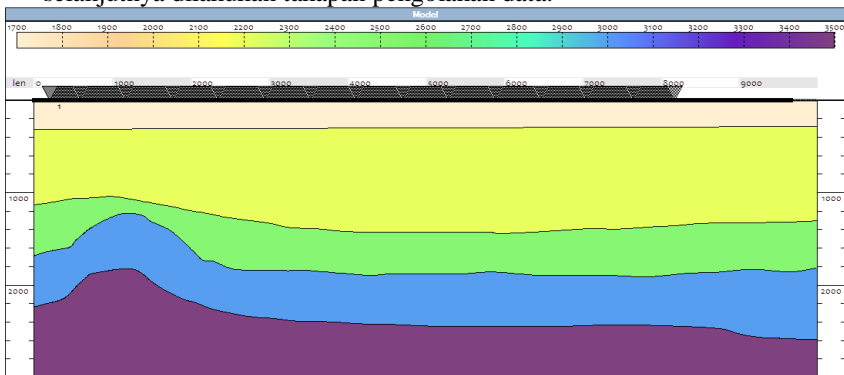 selanjutnya dilakukan tahapan pengolahan data.
Model
1700 1800 1900 2000 2100 2200 2300 2400 2500 2600 2700 2800 2900 3000 3100 3200 3300 3400 3500
len 0 1000 2000 3000 4000 5000 6000 7000 8000 9000
1
1000 1000
2000 2000